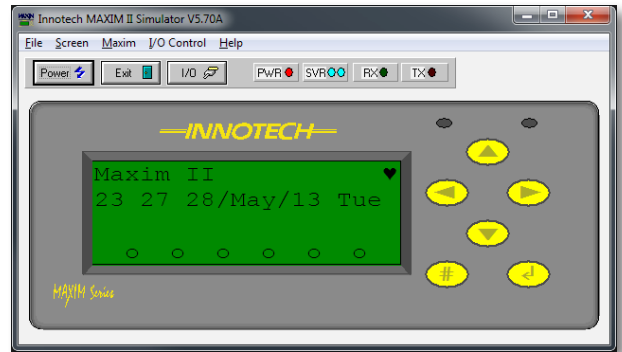 Innotech MAXIM II Simulator V5.70A
File Screen Maxim I/O Control Help
Power Exit I/O PWR SVR RX TX
INNOTECH
Maxim II ♥
23 27 28/May/13 Tue
#
MAXIM Series